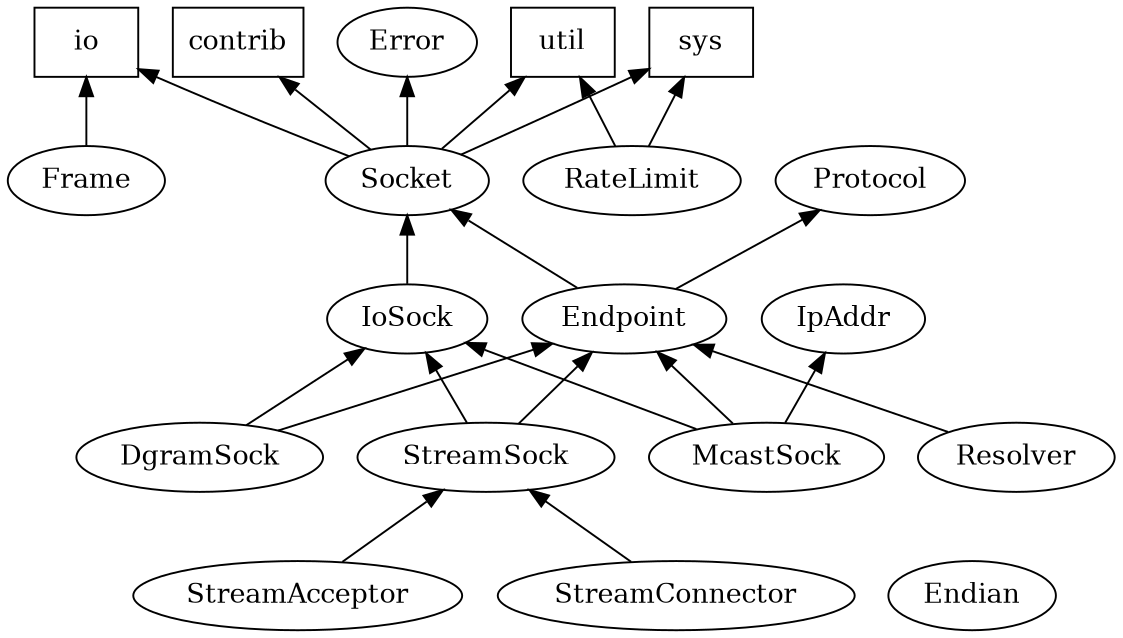 io
contrib
Error
util
sys
Frame
Socket
RateLimit
Protocol
IoSock
Endpoint
IpAddr
DgramSock
StreamSock
McastSock
Resolver
StreamAcceptor
StreamConnector
Endian